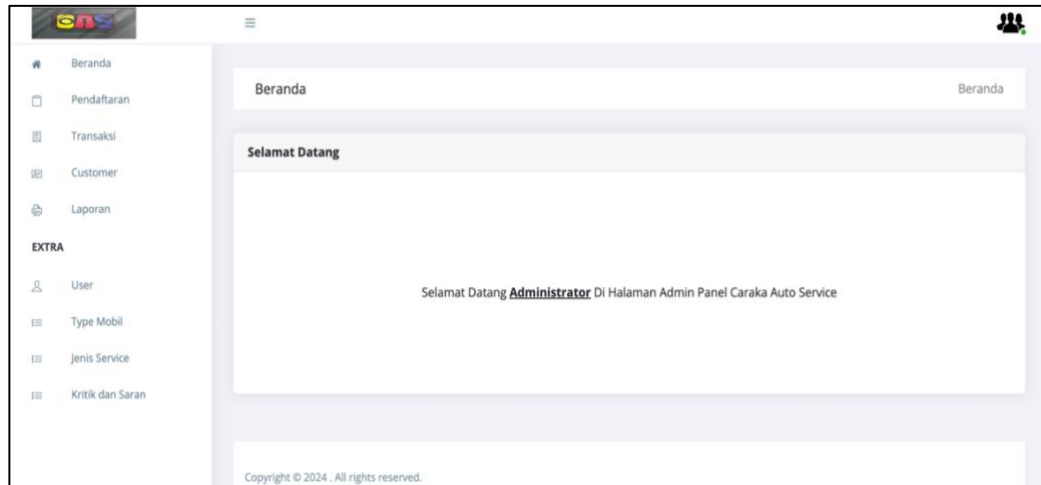 CAS
Beranda
Pendaftaran
Transaksi
Customer
Laporan
EXTRA
User
Type Mobil
Jenis Service
Kritik dan Saran
Beranda
Beranda
Selamat Datang
Selamat Datang Administrator Di Halaman Admin Panel Caraka Auto Service
Copyright © 2024 . All rights reserved.